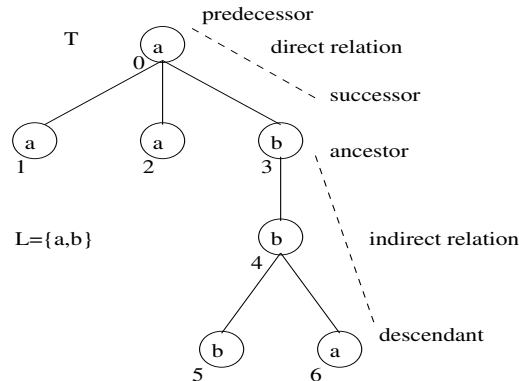 predecessor
T
a
direct relation
0
successor
a
a
b
ancestor
1
2
3
L={a,b}
b
indirect relation
4
descendant
b
a
5
6